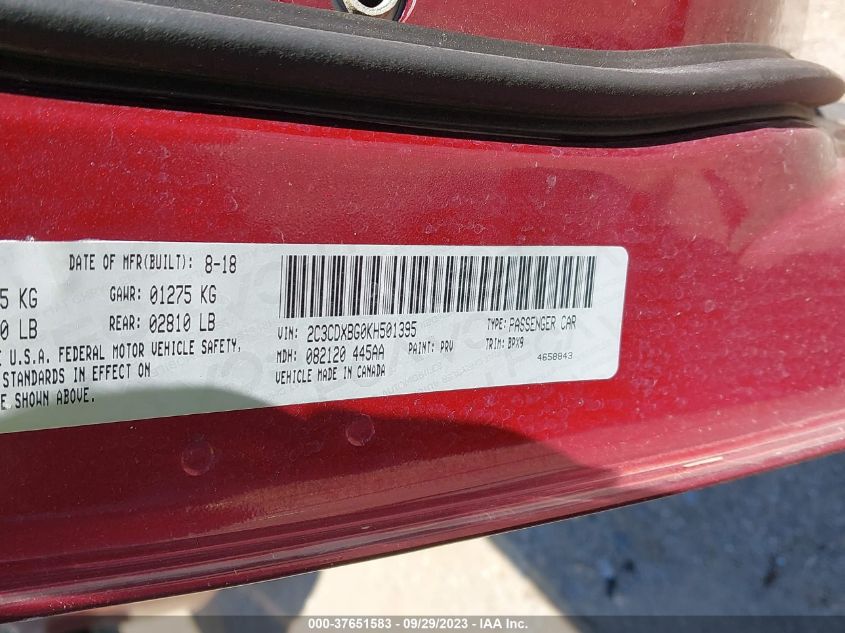 DATE OF MFR(BUILT): 8-18
5 KG GAWR: 01275 KG
0 LB REAR: 02810 LB
U.S.A. FEDERAL MOTOR VEHICLE SAFETY,
STANDARDS IN EFFECT ON
E SHOWN ABOVE.
VIN: 2C3CDXBG0KH501395 TYPE: PASSENGER CAR
MDH: 082120 445AA PAINT: PRV TRIM: BPX9
VEHICLE MADE IN CANADA 4658843
000-37651583 / 09/29/2023 - IAA Inc.